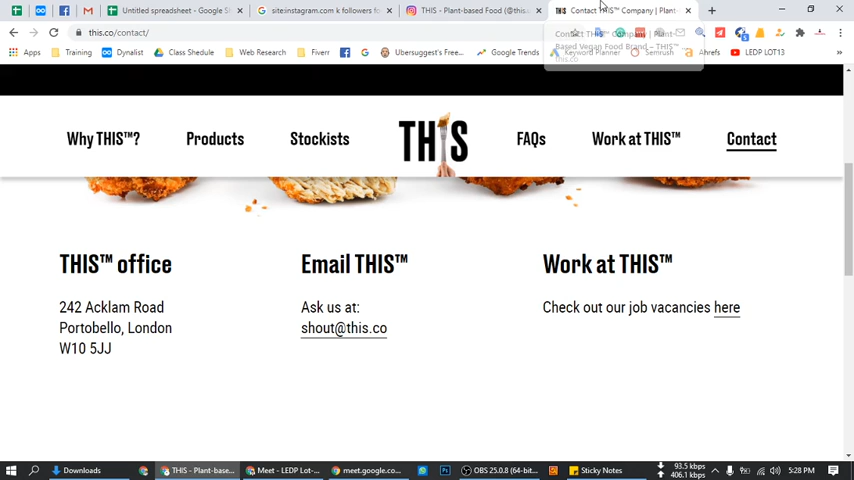 Untitled spreadsheet - Google S
site:instagram.com k followers fo
THIS - Plant-based Food (@this
Contact THIS™ Company | Plant-
this.co/contact/
Contact THIS™ Company | Plant-
Based Vegan Food Brand – THIS™
this.co
Apps
Training
Dynalist
Class Shedule
Web Research
Fiverr
Ubersuggest's Free...
Google Trends
Keyword Planner
Semrush
Ahrefs
LEDP LOT13
Why THIS™?
Products
Stockists
THIS
FAQs
Work at THIS™
Contact
THIS™ office
Email THIS™
Work at THIS™
242 Acklam Road
Portobello, London
W10 5JJ
Ask us at:
shout@this.co
Check out our job vacancies here
Downloads
THIS - Plant-base...
Meet - LEDP Lot-...
meet.google.co...
OBS 25.0.8 (64-bit...
Sticky Notes
93.5 kbps
406.1 kbps
5:28 PM